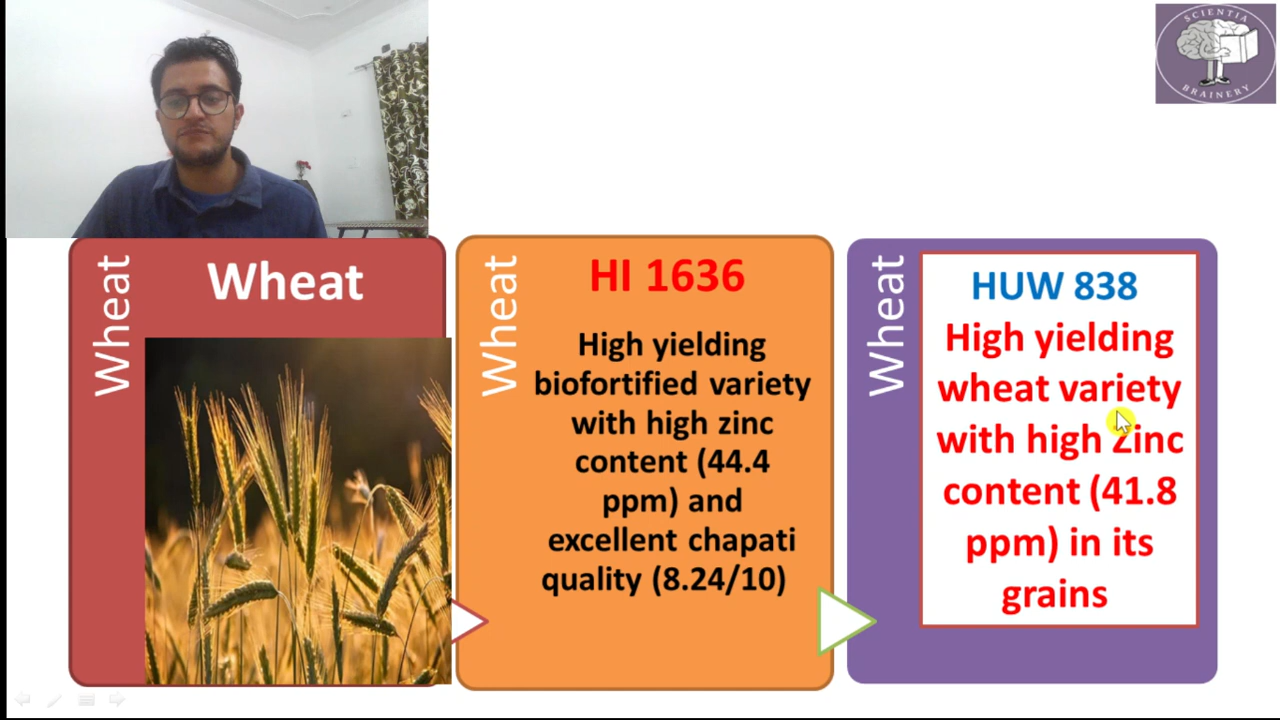 SCIENTIA
BRAINERY
Wheat
Wheat
Wheat
HI 1636
High yielding
biofortified variety
with high zinc
content (44.4
ppm) and
excellent chapati
quality (8.24/10)
Wheat
HUW 838
High yielding
wheat variety
with high Zinc
content (41.8
ppm) in its
grains